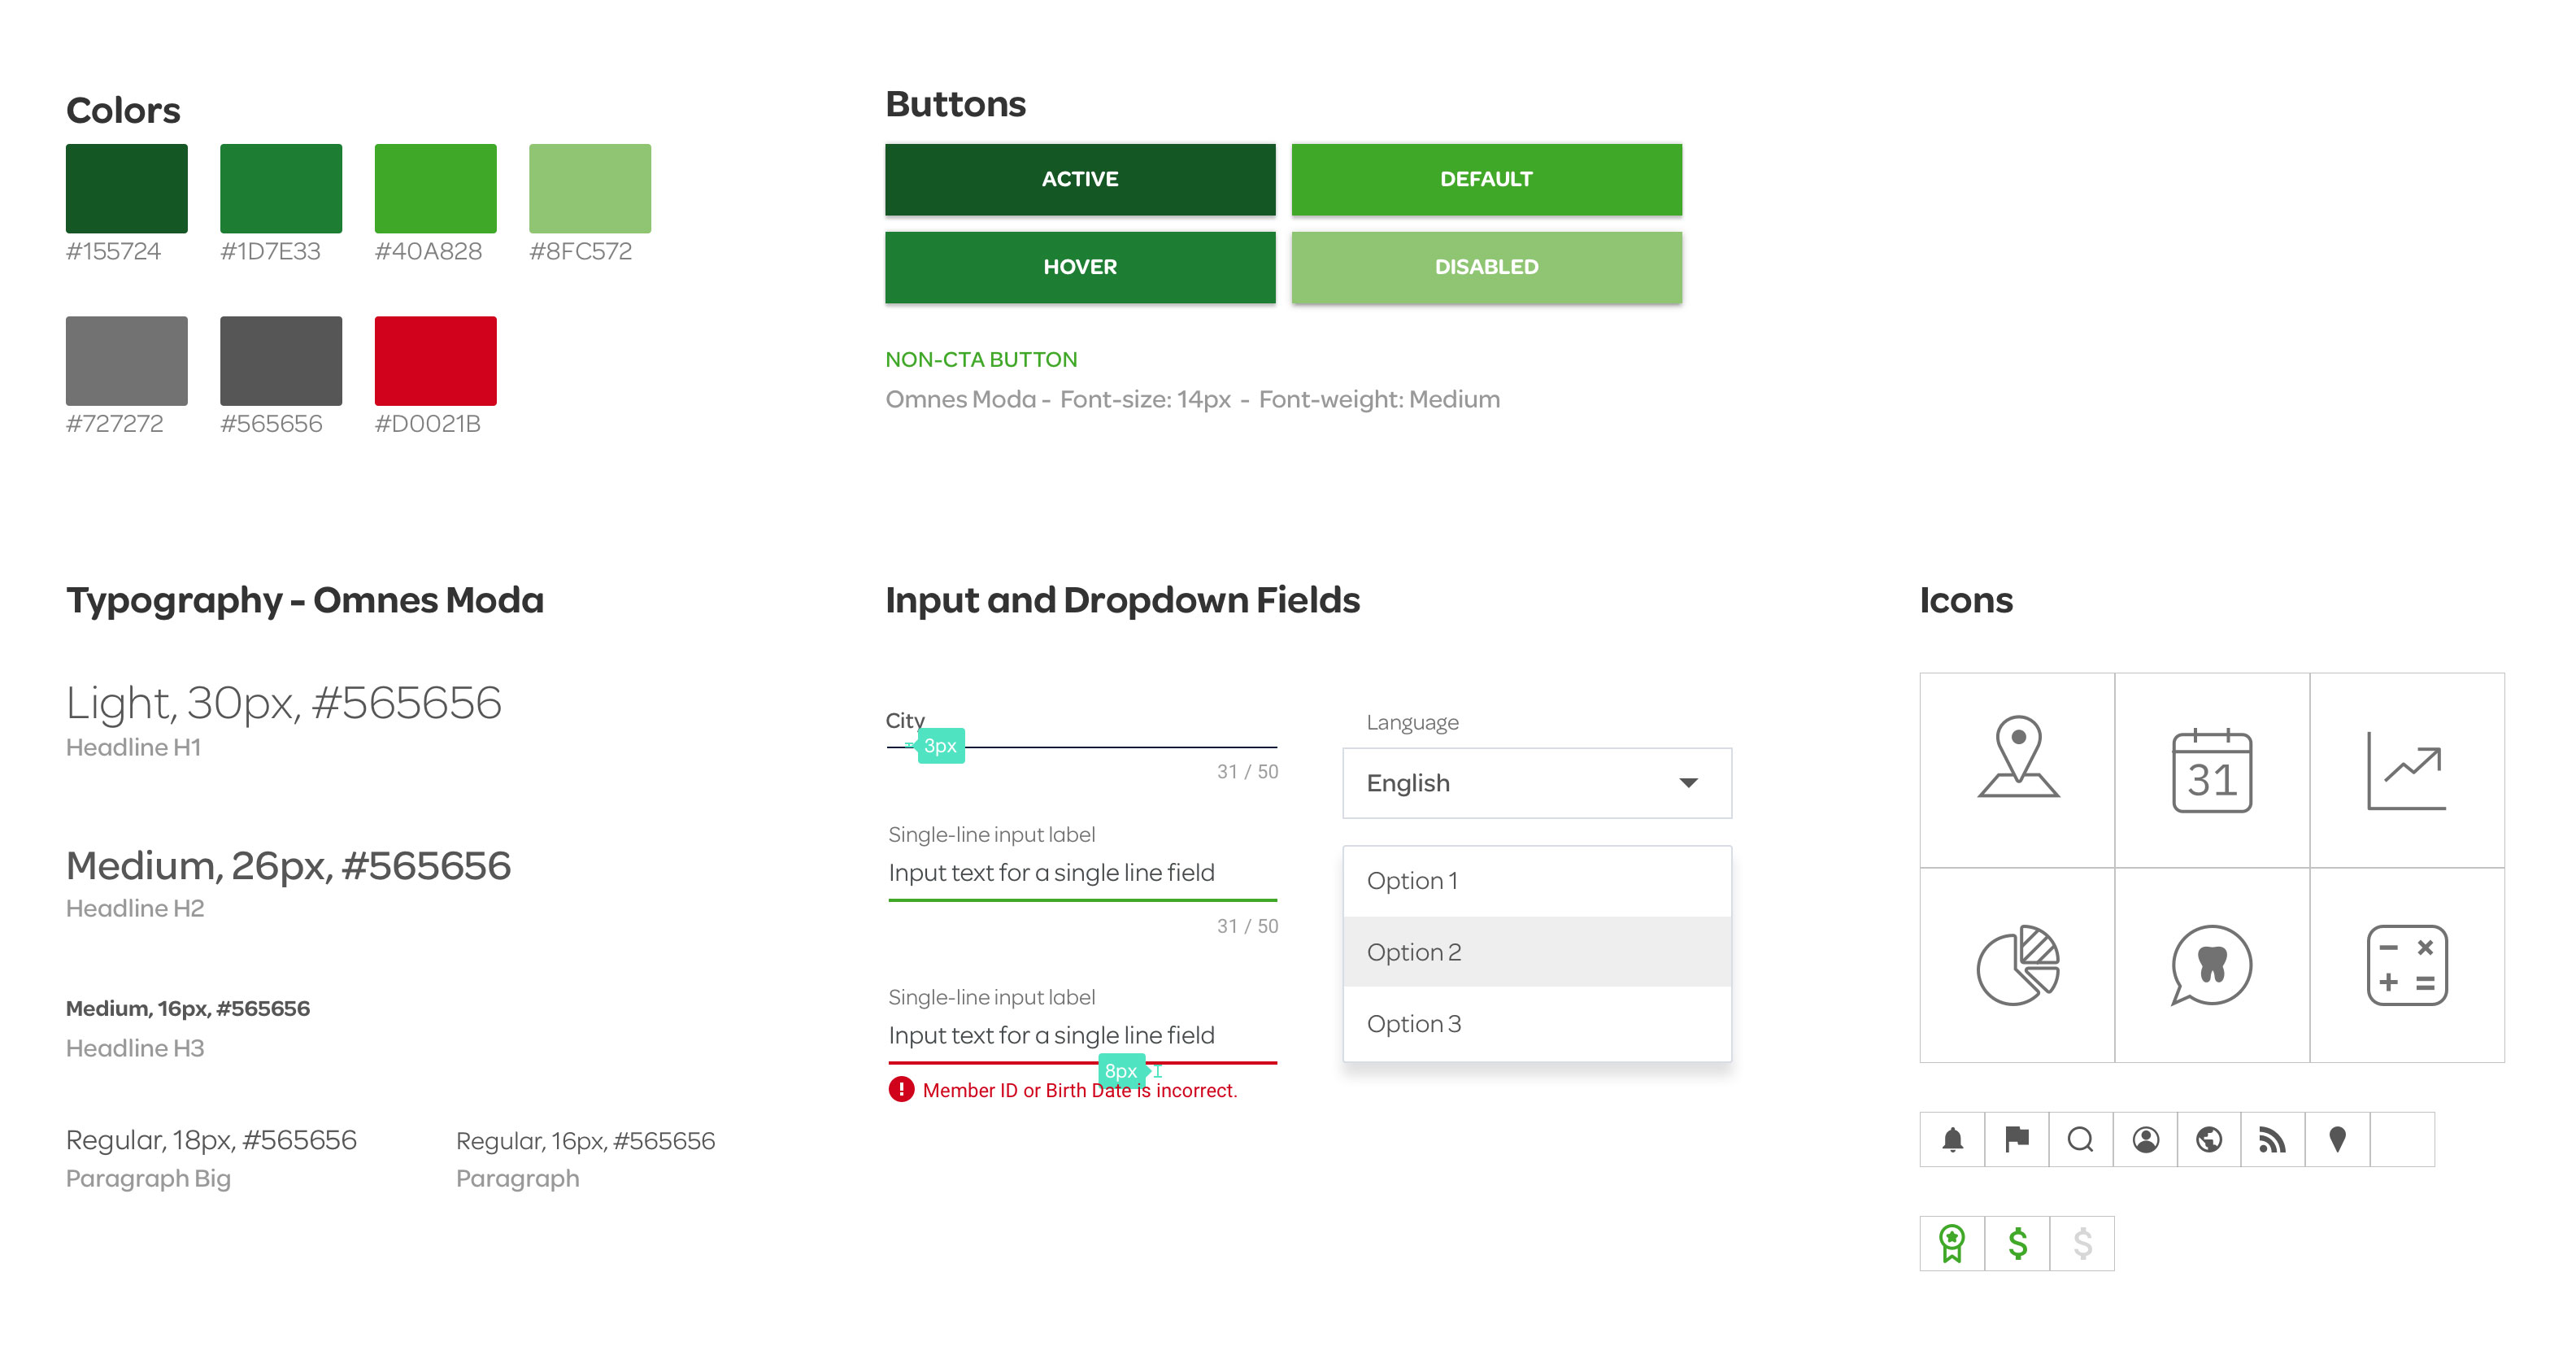 Colors
#155724 #1D7E33 #40A828 #8FC572
#727272 #565656 #D0021B
Buttons
ACTIVE DEFAULT
HOVER DISABLED
NON-CTA BUTTON
Omnes Moda - Font-size: 14px - Font-weight: Medium
Typography - Omnes Moda
Light, 30px, #565656
Headline H1
Medium, 26px, #565656
Headline H2
Medium, 16px, #565656
Headline H3
Regular, 18px, #565656 Regular, 16px, #565656
Paragraph Big Paragraph
Input and Dropdown Fields
City
3px
31 / 50
Single-line input label
Input text for a single line field
31 / 50
Single-line input label
Input text for a single line field
8px
Member ID or Birth Date is incorrect.
Language
English
Option 1
Option 2
Option 3
Icons
31